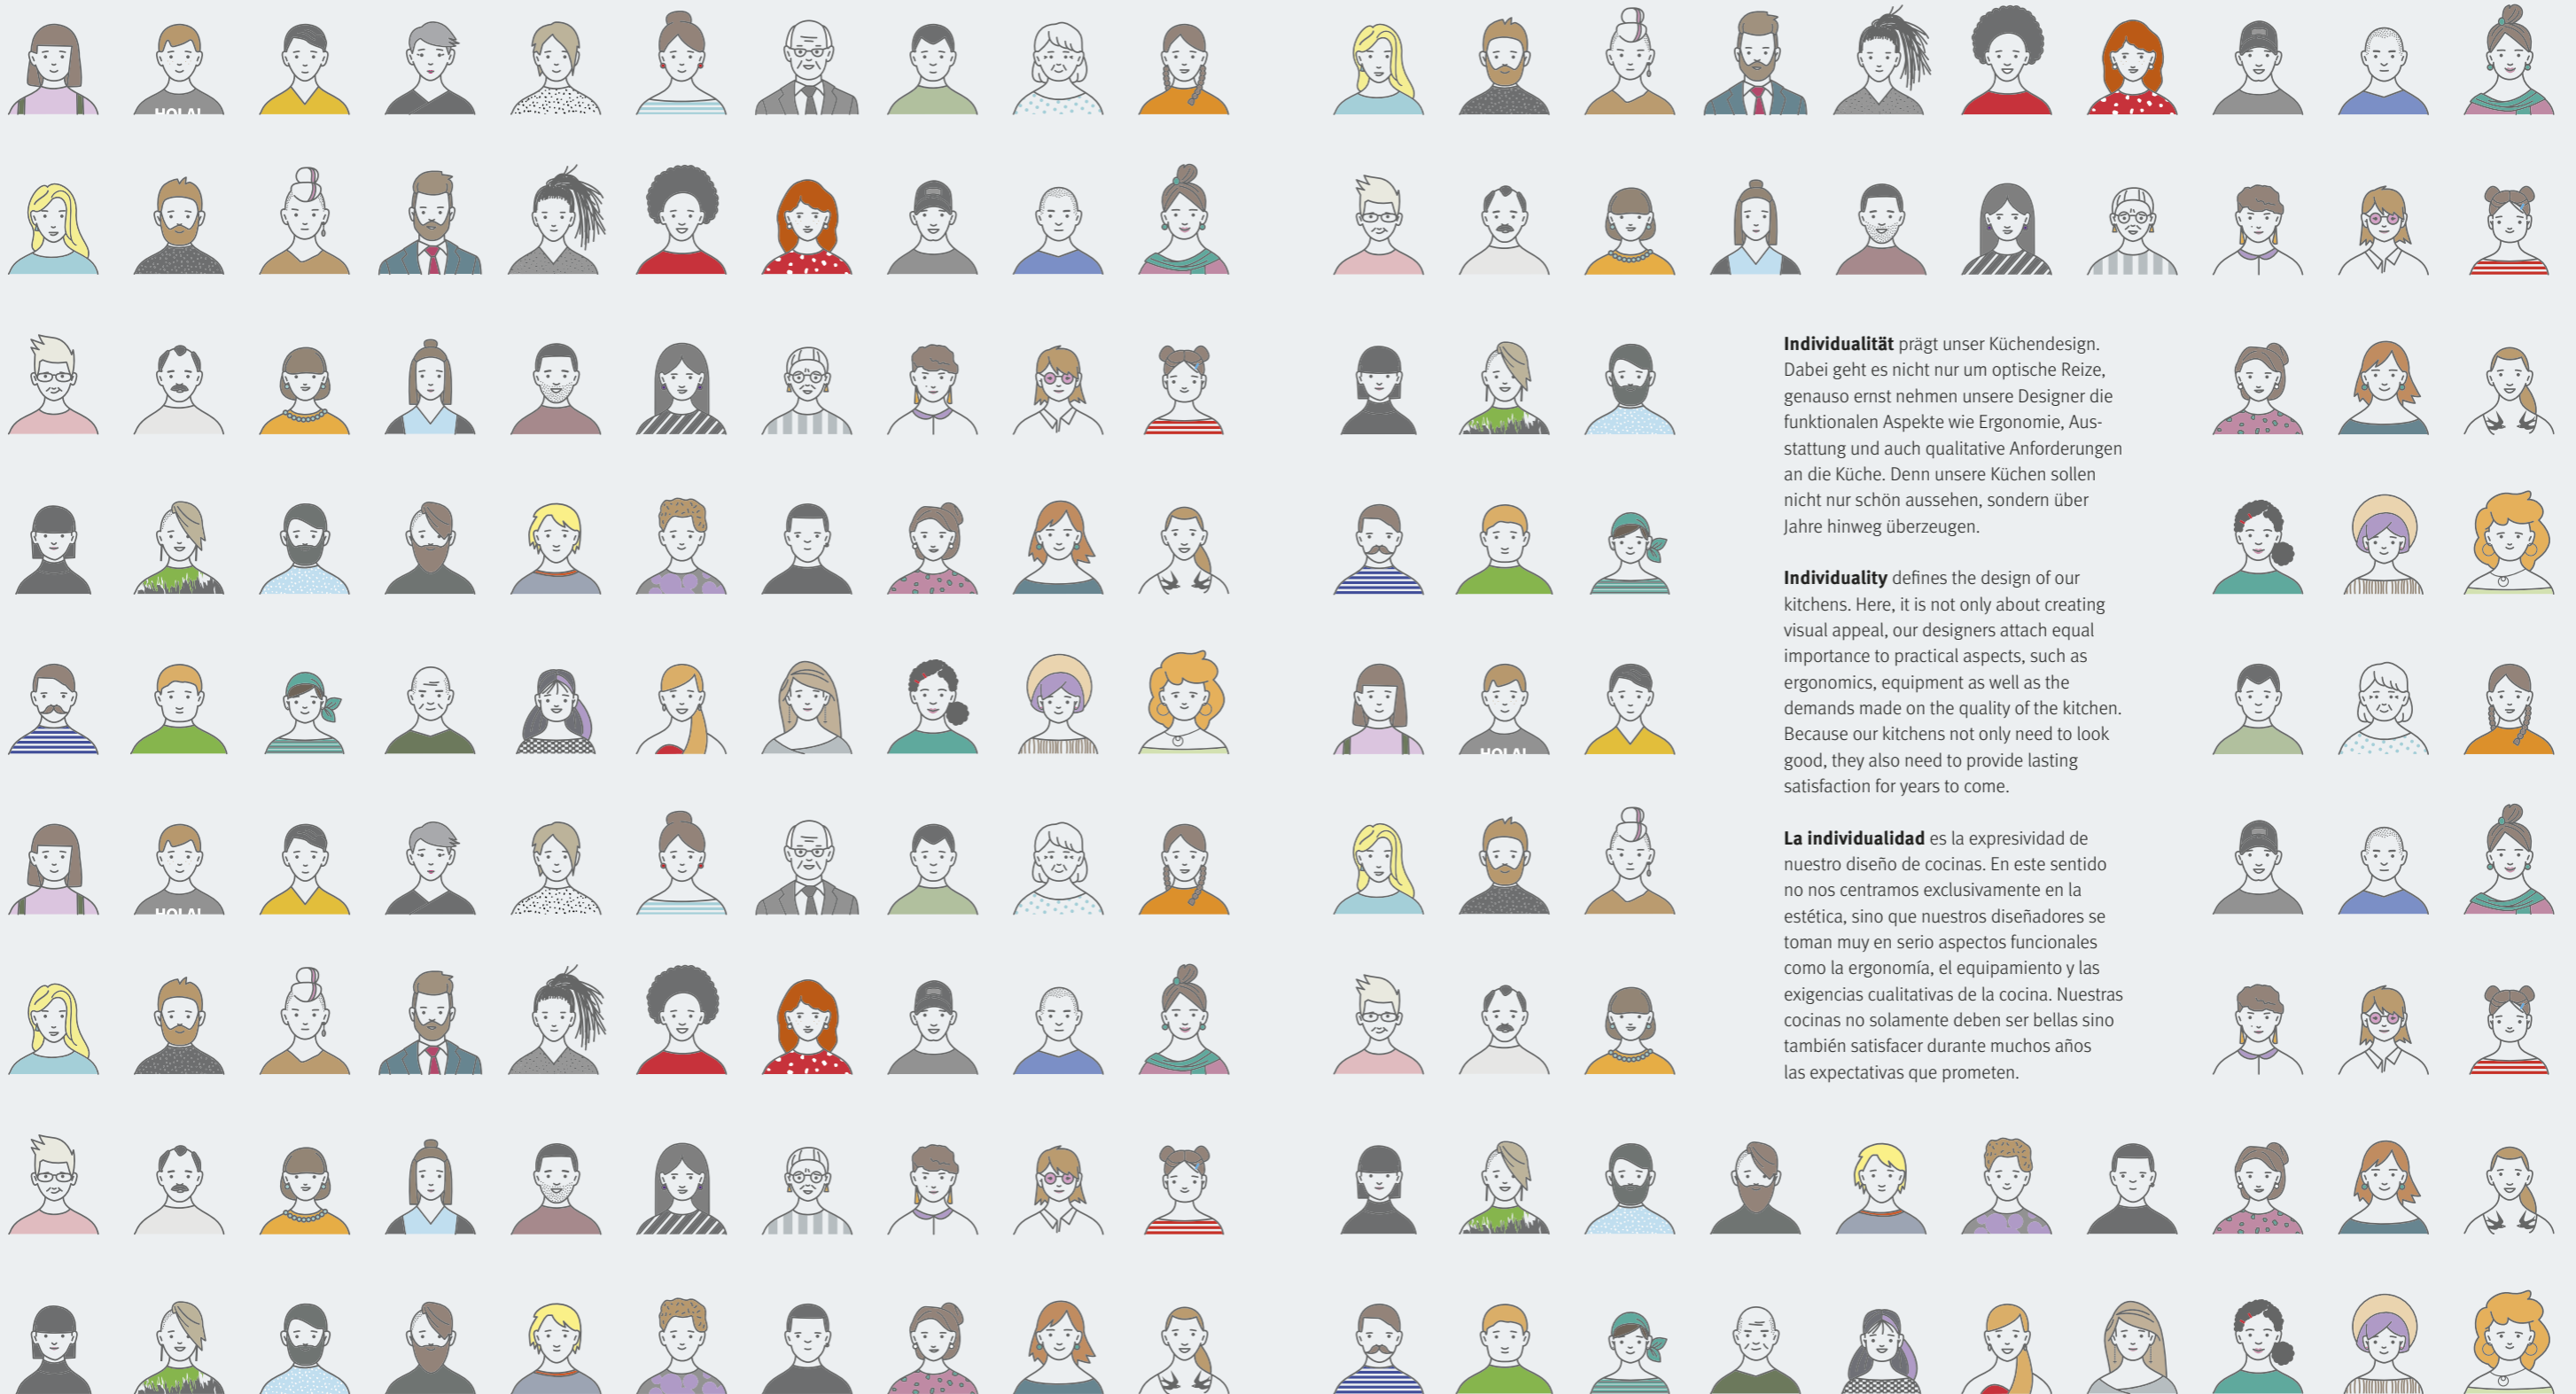 HOLA!
Individualität prägt unser Küchendesign.
Dabei geht es nicht nur um optische Reize,
genauso ernst nehmen unsere Designer die
funktionalen Aspekte wie Ergonomie, Aus-
stattung und auch qualitative Anforderungen
an die Küche. Denn unsere Küchen sollen
nicht nur schön aussehen, sondern über
Jahre hinweg überzeugen.
Individuality defines the design of our
kitchens. Here, it is not only about creating
visual appeal, our designers attach equal
importance to practical aspects, such as
ergonomics, equipment as well as the
demands made on the quality of the kitchen.
Because our kitchens not only need to look
good, they also need to provide lasting
satisfaction for years to come.
La individualidad es la expresividad de
nuestro diseño de cocinas. En este sentido
no nos centramos exclusivamente en la
estética, sino que nuestros diseñadores se
toman muy en serio aspectos funcionales
como la ergonomía, el equipamiento y las
exigencias cualitativas de la cocina. Nuestras
cocinas no solamente deben ser bellas sino
también satisfacer durante muchos años
las expectativas que prometen.
HOLA!
HOLA!